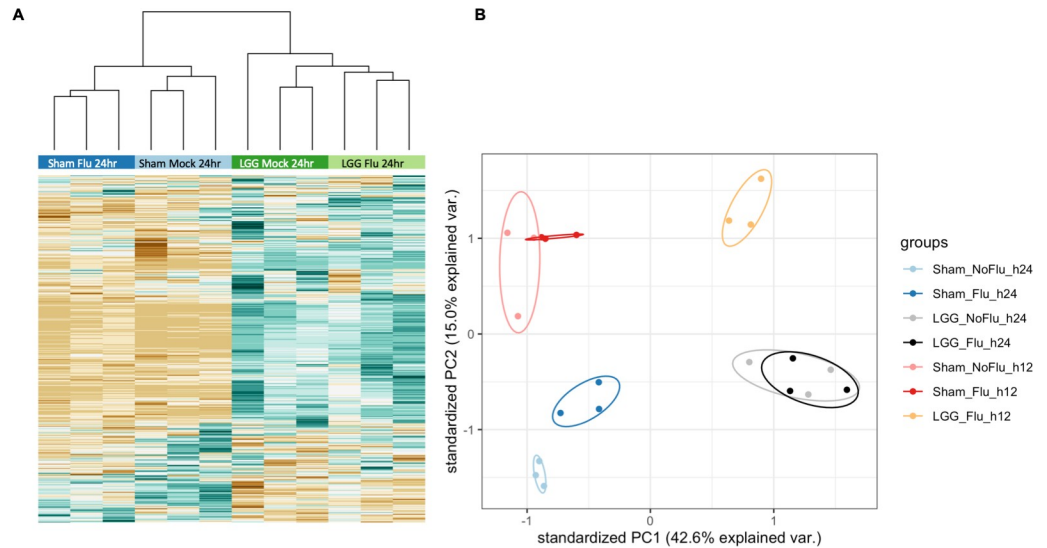 A
Sham Flu 24hr Sham Mock 24hr LGG Mock 24hr LGG Flu 24hr
B
standardized PC2 (15.0% explained var.)
1
0
-1
-1 0 1
standardized PC1 (42.6% explained var.)
groups
Sham_NoFlu_h24
Sham_Flu_h24
LGG_NoFlu_h24
LGG_Flu_h24
Sham_NoFlu_h12
Sham_Flu_h12
LGG_Flu_h12